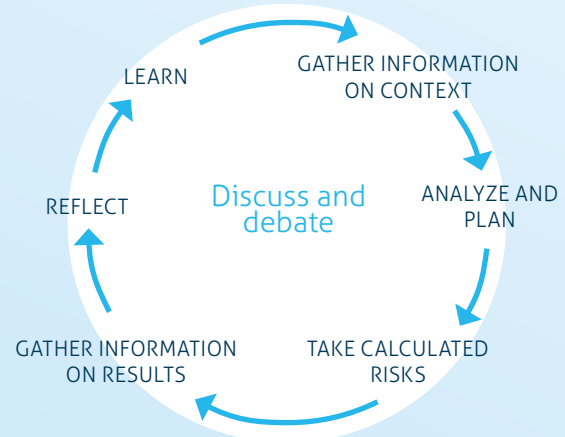 LEARN
GATHER INFORMATION
ON CONTEXT
ANALYZE AND
PLAN
TAKE CALCULATED
RISKS
GATHER INFORMATION
ON RESULTS
REFLECT
Discuss and
debate